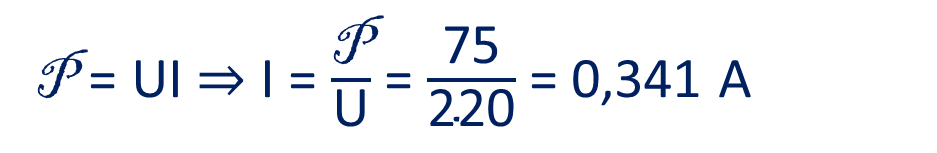 𝒫 = UI ⇒ I = 𝒫/U = 75/220 = 0,341 A